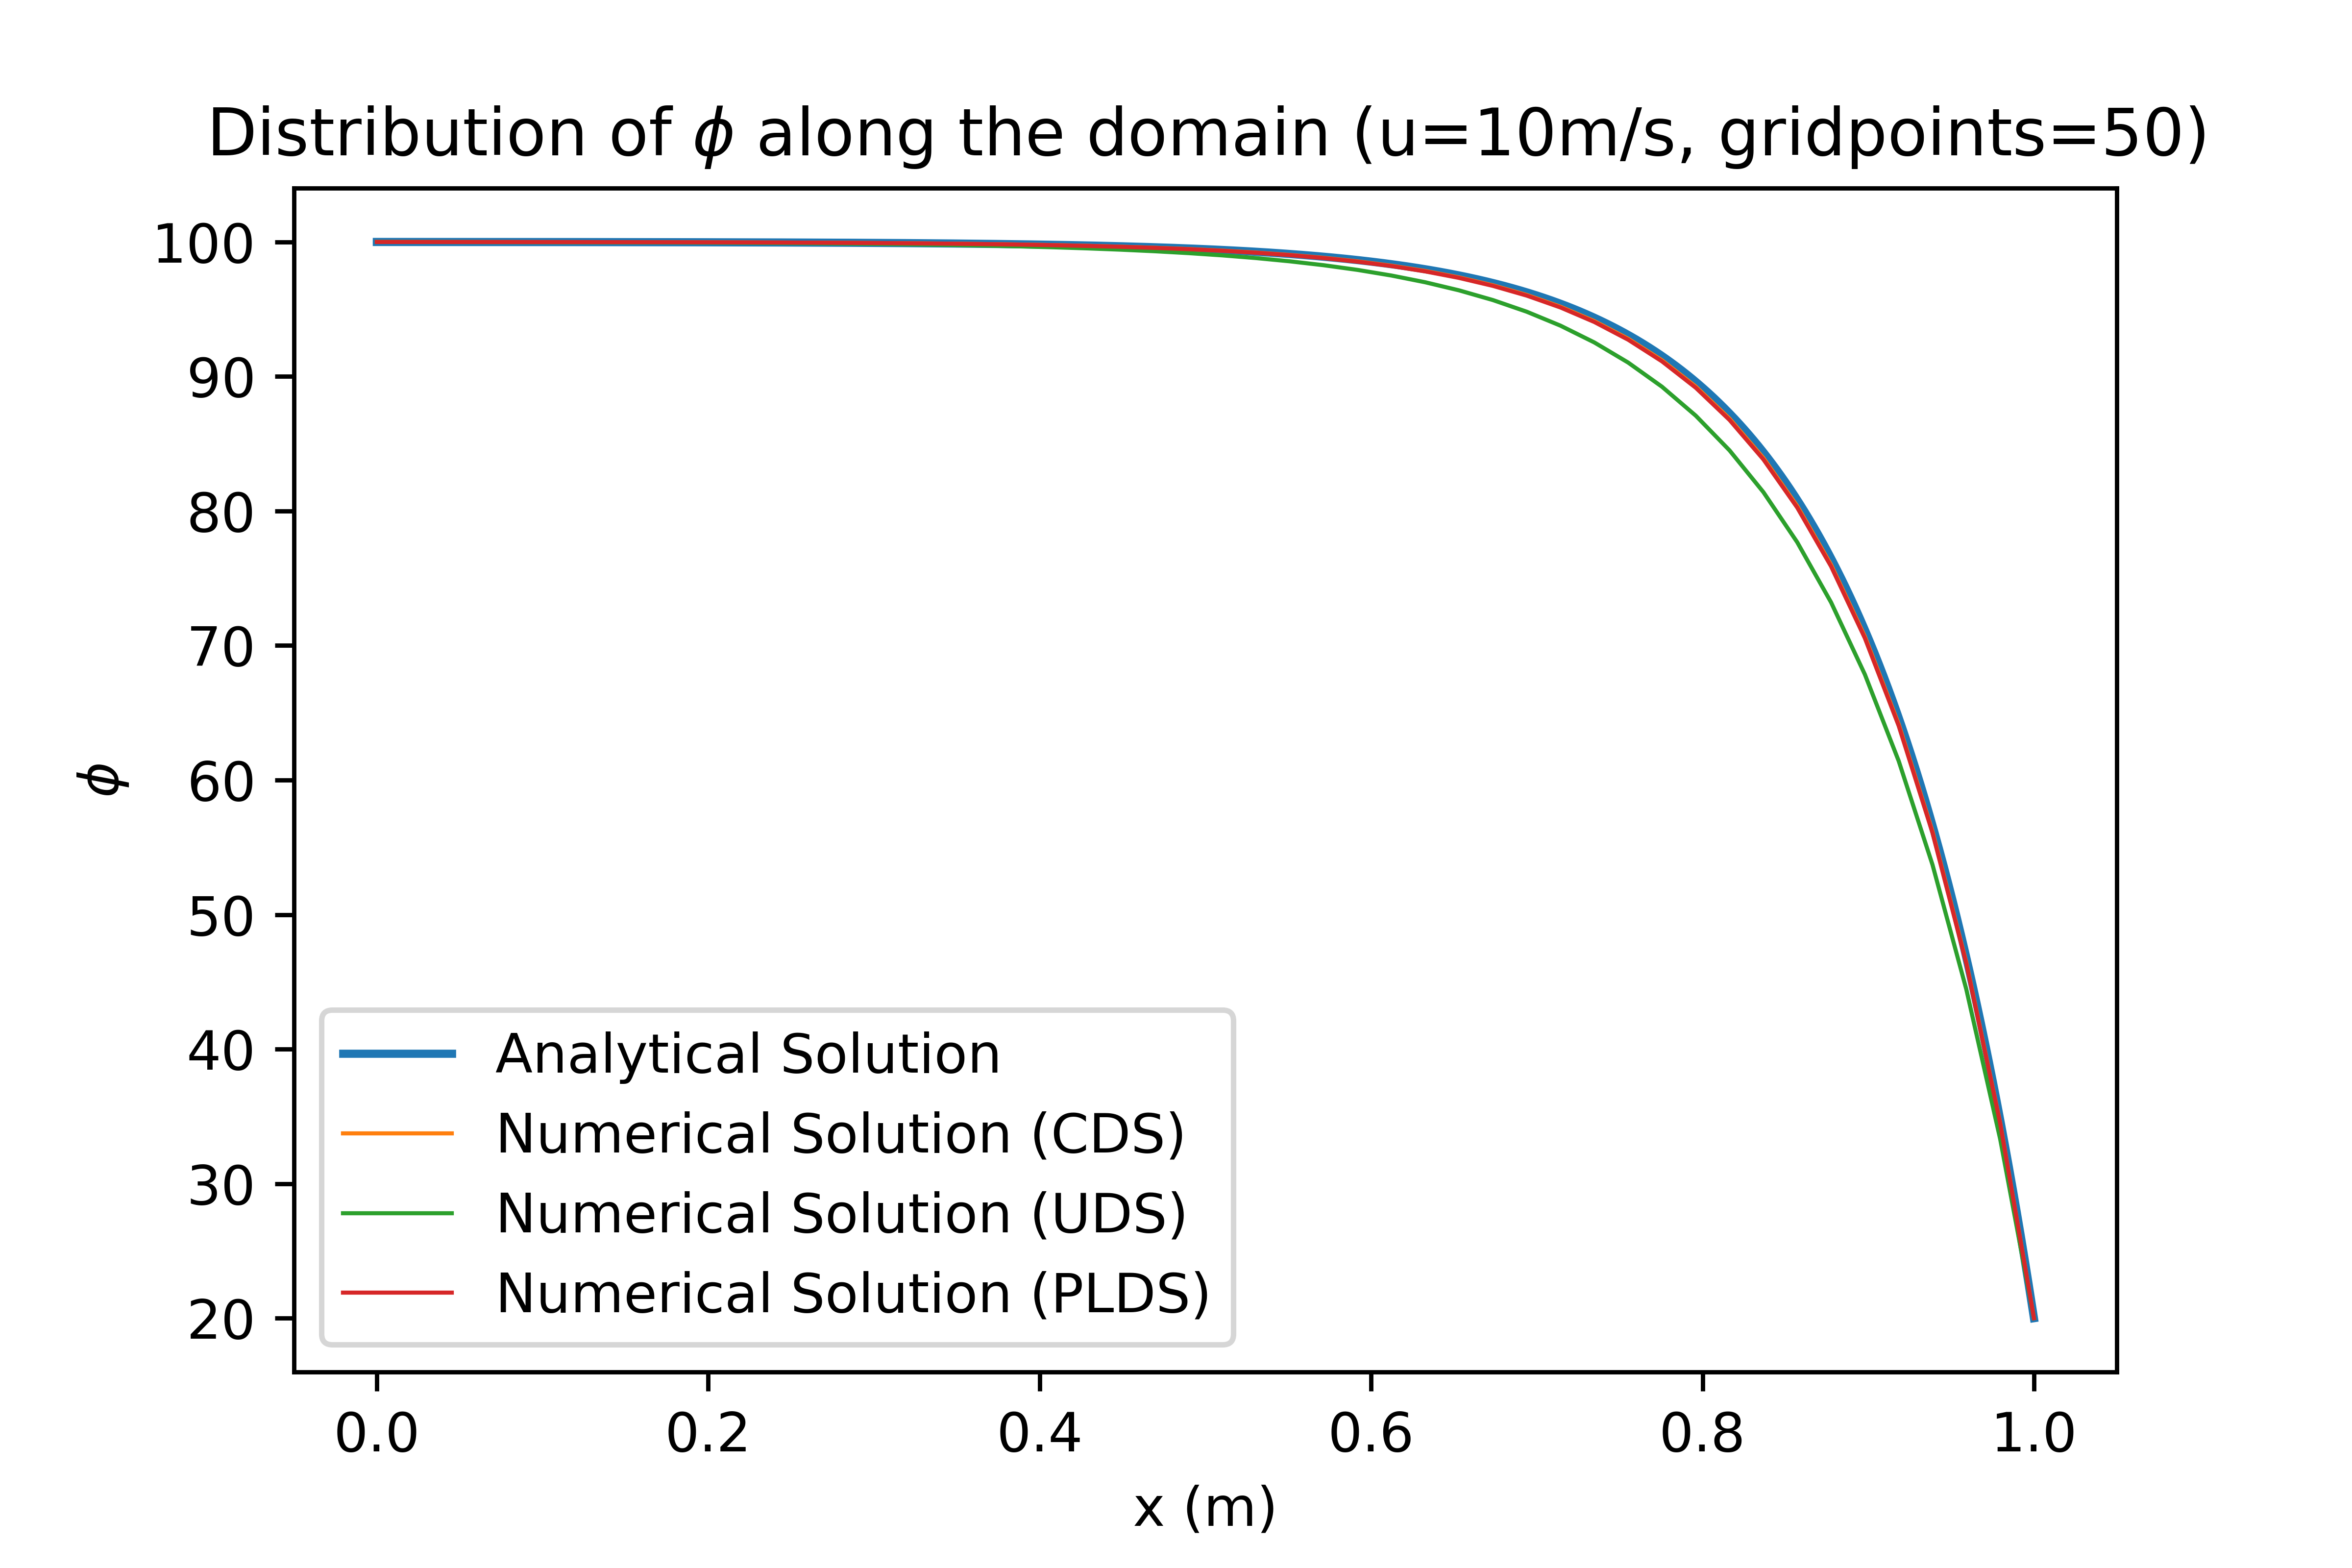 Distribution of ϕ along the domain (u=10m/s, gridpoints=50)
100
90
80
70
60
50
40
30
20
ϕ
Analytical Solution
Numerical Solution (CDS)
Numerical Solution (UDS)
Numerical Solution (PLDS)
0.0 0.2 0.4 0.6 0.8 1.0
x (m)